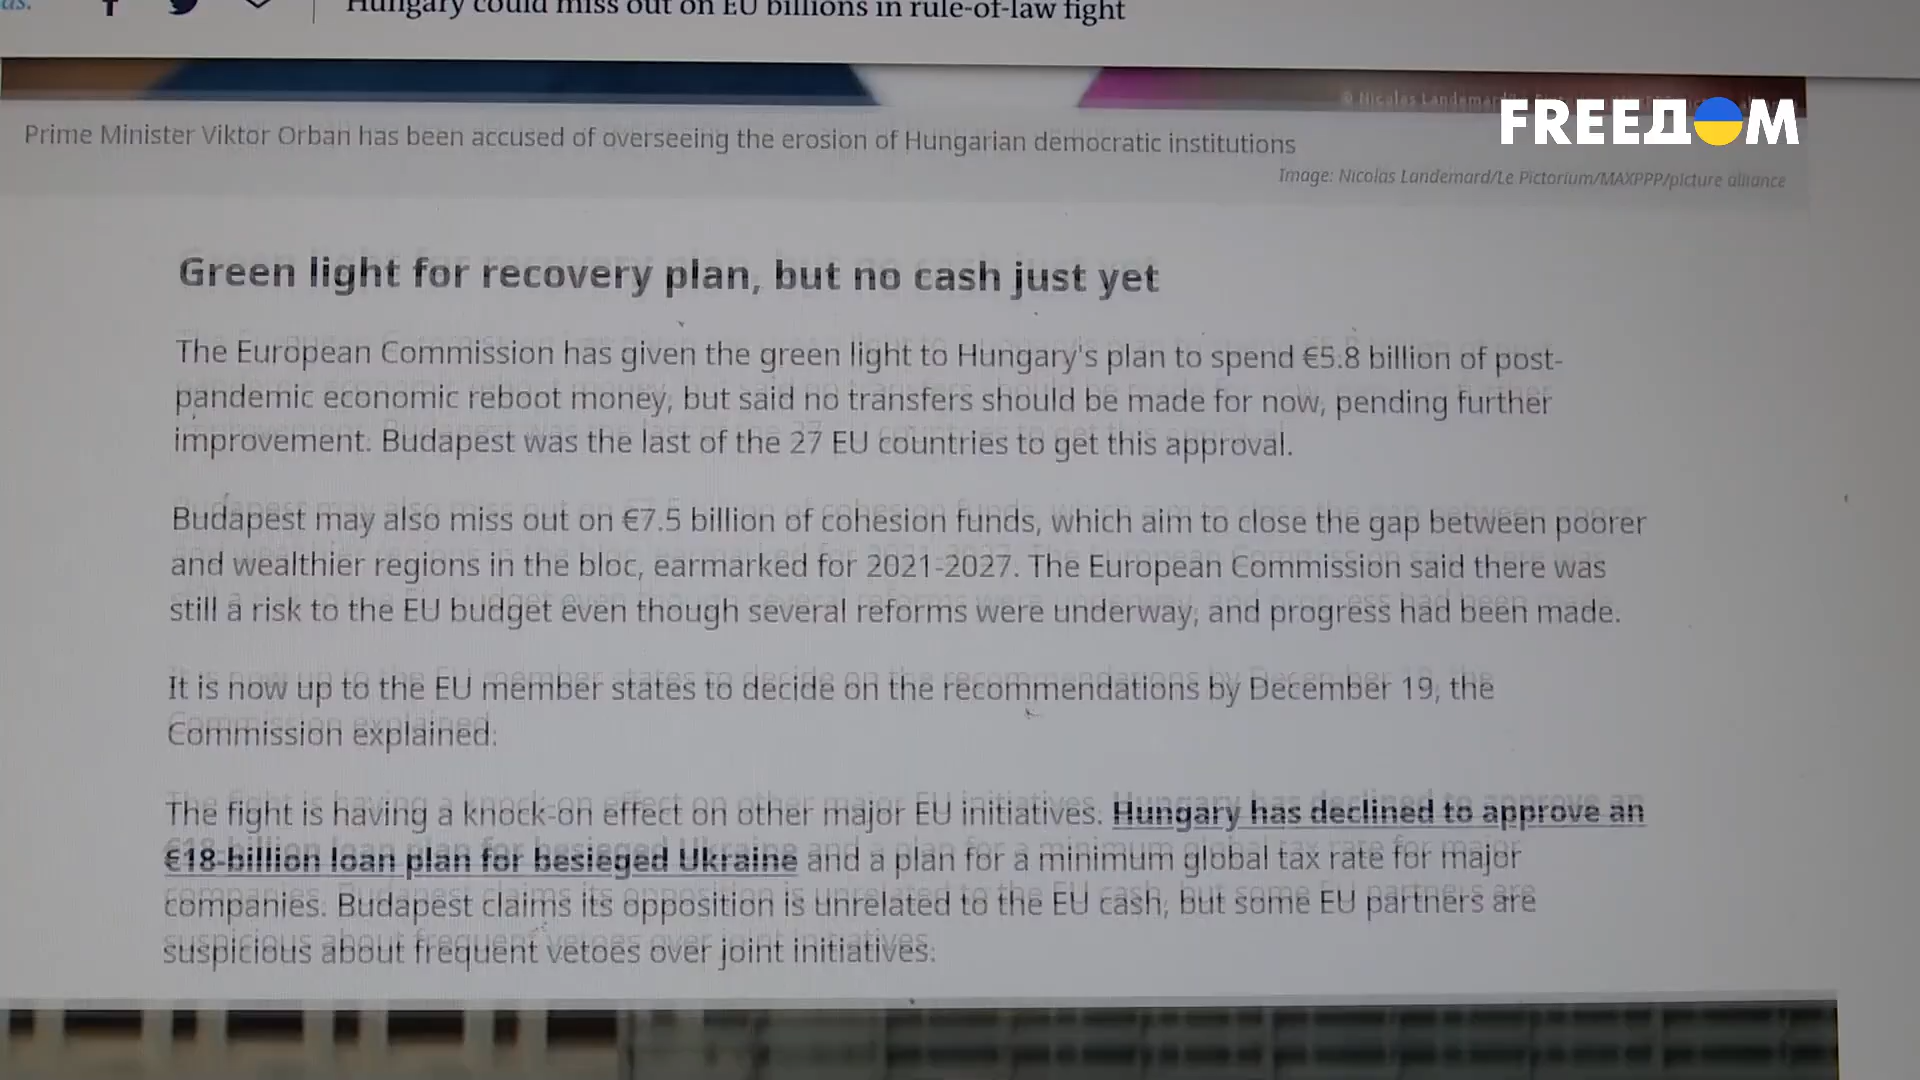 Hungary could miss out on EU billions in rule-of-law fight
FREEДOM
Prime Minister Viktor Orban has been accused of overseeing the erosion of Hungarian democratic institutions
Image: Nicolas Landemard/Le Pictorium/MAXPPP/picture alliance
Green light for recovery plan, but no cash just yet
The European Commission has given the green light to Hungary's plan to spend €5.8 billion of post-
pandemic economic reboot money, but said no transfers should be made for now, pending further
improvement. Budapest was the last of the 27 EU countries to get this approval.
Budapest may also miss out on €7.5 billion of cohesion funds, which aim to close the gap between poorer
and wealthier regions in the bloc, earmarked for 2021-2027. The European Commission said there was
still a risk to the EU budget even though several reforms were underway, and progress had been made.
It is now up to the EU member states to decide on the recommendations by December 19, the
Commission explained.
The fight is having a knock-on effect on other major EU initiatives. Hungary has declined to approve an
€18-billion loan plan for besieged Ukraine and a plan for a minimum global tax rate for major
companies. Budapest claims its opposition is unrelated to the EU cash, but some EU partners are
suspicious about frequent vetoes over joint initiatives.